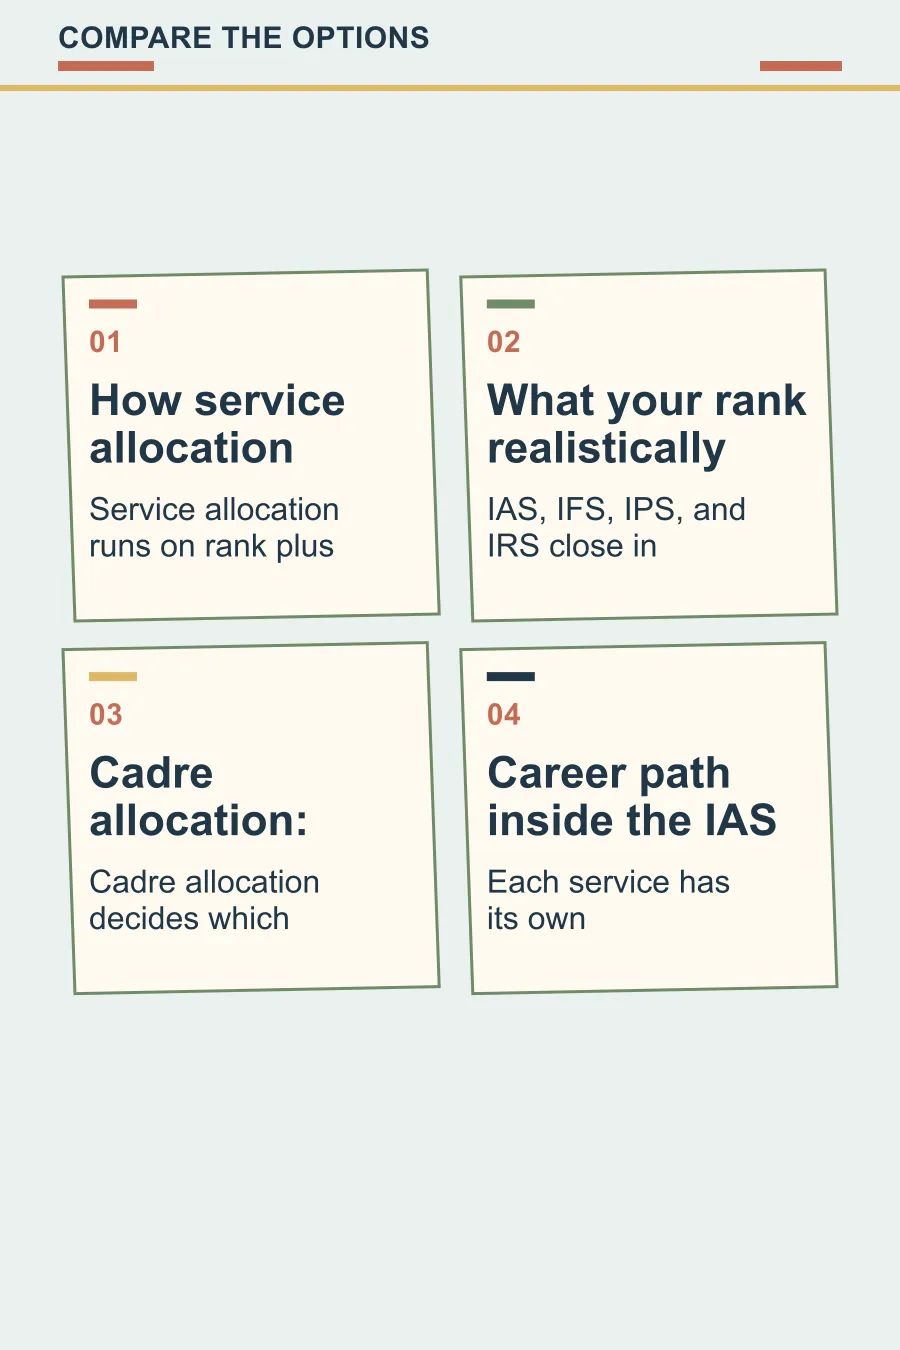 COMPARE THE OPTIONS
01
How service
allocation
Service allocation
runs on rank plus
02
What your rank
realistically
IAS, IFS, IPS, and
IRS close in
03
Cadre
allocation:
Cadre allocation
decides which
04
Career path
inside the IAS
Each service has
its own